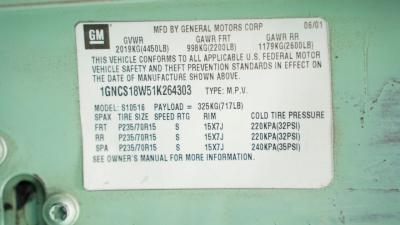 GM
MFD BY GENERAL MOTORS CORP 06/01
GVWR GAWR FRT GAWR RR
2019KG(4450LB) 998KG(2200LB) 1179KG(2600LB)
THIS VEHICLE CONFORMS TO ALL APPLICABLE U.S. FEDERAL MOTOR
VEHICLE SAFETY AND THEFT PREVENTION STANDARDS IN EFFECT ON
THE DATE OF MANUFACTURE SHOWN ABOVE.
1GNCS18W51K264303 TYPE: M.P.V.
MODEL: S10516 PAYLOAD = 325KG(717LB)
SPAX TIRE SIZE SPEED RTG RIM COLD TIRE PRESSURE
FRT P235/70R15 S 15X7J 220KPA(32PSI)
RR P235/70R15 S 15X7J 220KPA(32PSI)
SPA P235/70R15 S 15X7J 240KPA(35PSI)
SEE OWNER'S MANUAL FOR MORE INFORMATION.